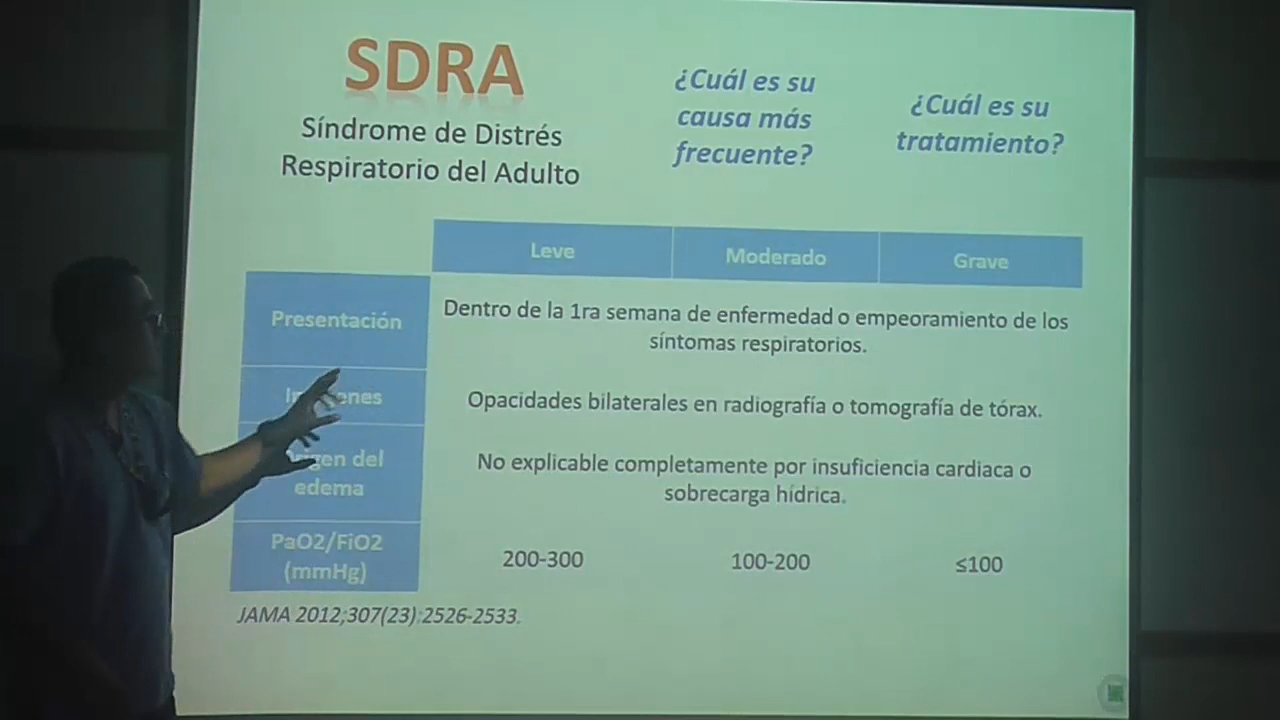 SDRA
Síndrome de Distrés
Respiratorio del Adulto
¿Cuál es su
causa más
frecuente?
¿Cuál es su
tratamiento?
Leve
Moderado
Grave
Presentación
Dentro de la 1ra semana de enfermedad o empeoramiento de los
síntomas respiratorios.
Opacidades bilaterales en radiografía o tomografía de tórax.
del
edema
No explicable completamente por insuficiencia cardiaca o
sobrecarga hídrica.
PaO2/FiO2
(mmHg)
200-300
100-200
≤100
JAMA 2012;307(23):2526-2533.